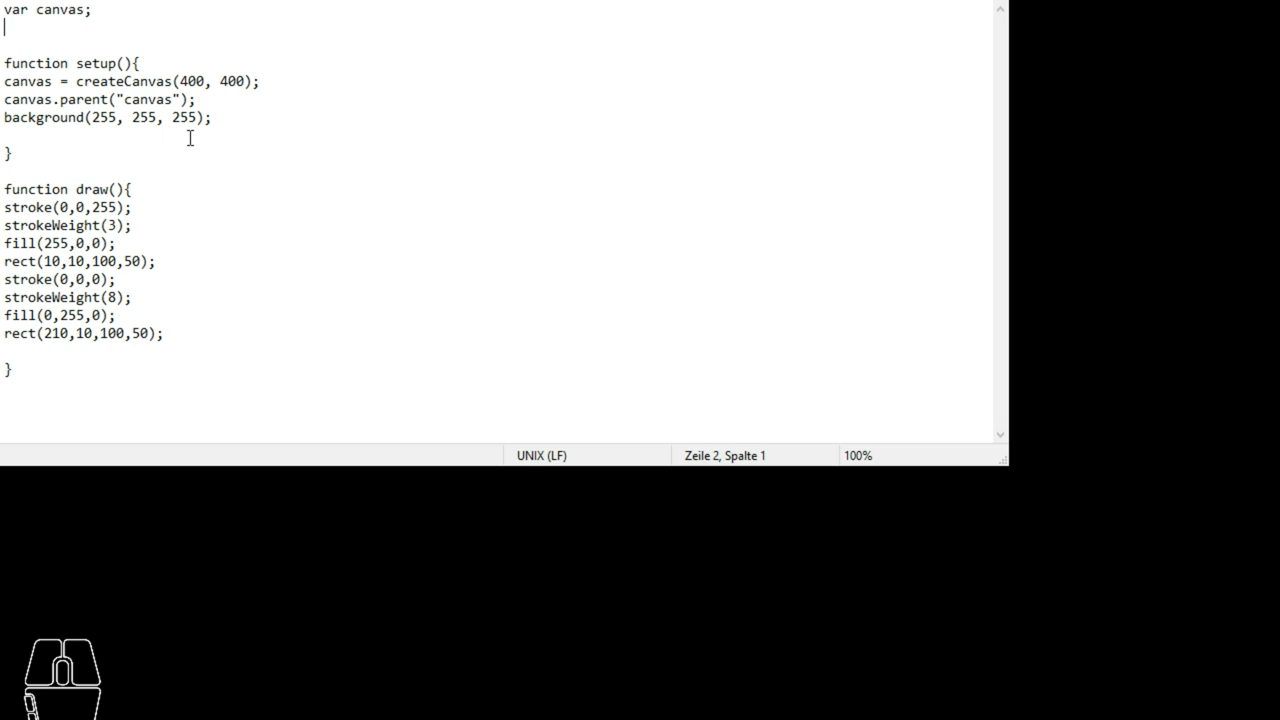 var canvas;
function setup(){
canvas = createCanvas(400, 400);
canvas.parent("canvas");
background(255, 255, 255);
}
function draw(){
stroke(0,0,255);
strokeWeight(3);
fill(255,0,0);
rect(10,10,100,50);
stroke(0,0,0);
strokeWeight(8);
fill(0,255,0);
rect(210,10,100,50);
}
UNIX (LF) Zeile 2, Spalte 1 100%